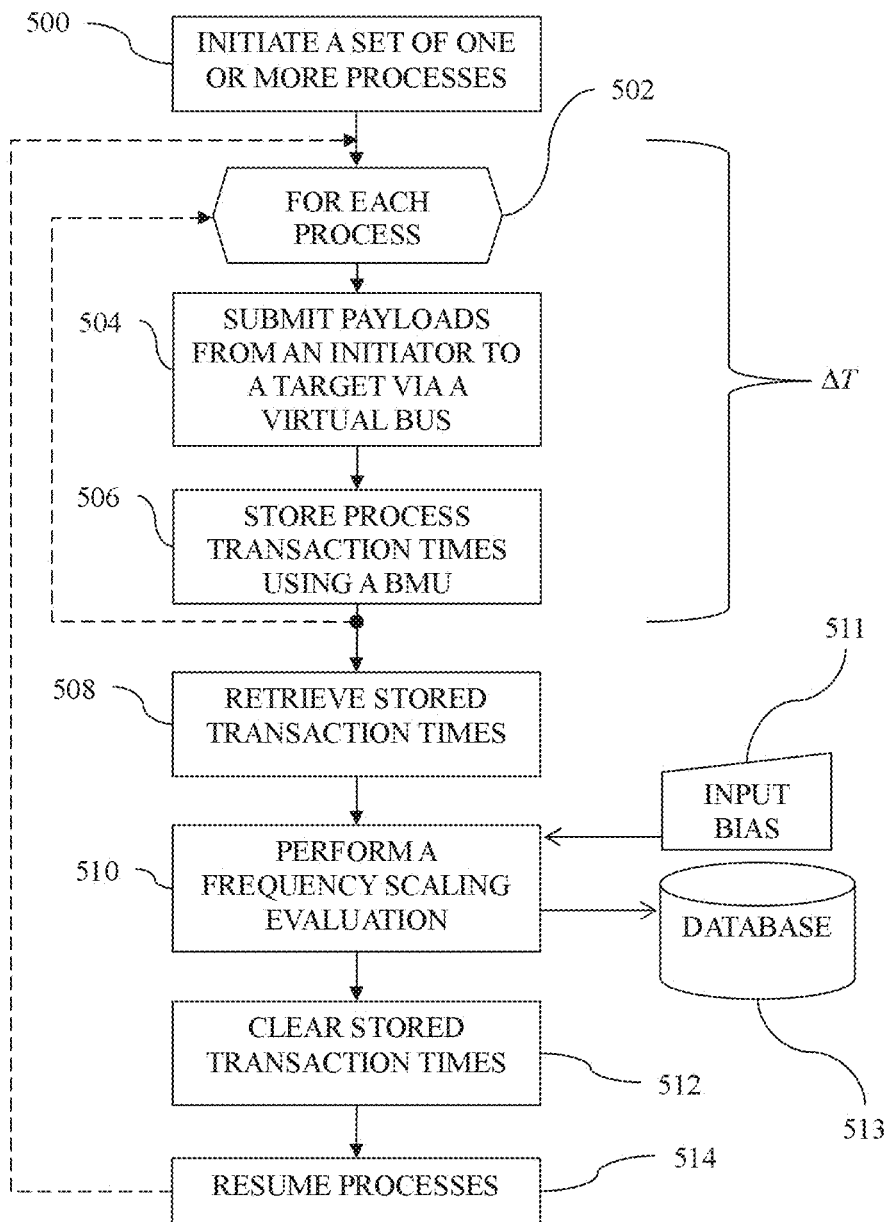 500
INITIATE A SET OF ONE
OR MORE PROCESSES
502
FOR EACH
PROCESS
504
SUBMIT PAYLOADS
FROM AN INITIATOR TO
A TARGET VIA A
VIRTUAL BUS
ΔT
506
STORE PROCESS
TRANSACTION TIMES
USING A BMU
511
508
RETRIEVE STORED
TRANSACTION TIMES
INPUT
BIAS
510
PERFORM A
FREQUENCY SCALING
EVALUATION
DATABASE
CLEAR STORED
TRANSACTION TIMES
512
513
RESUME PROCESSES
514